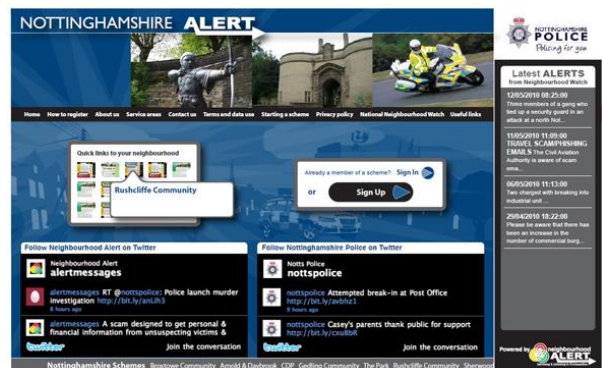 NOTTINGHAMSHIRE ALERT
NOTTINGHAMSHIRE
POLICE
Policing for you
Home How to register About us Service areas Contact us Terms and data use Starting a scheme Privacy policy National Neighbourhood Watch Useful links
Quick links to your neighbourhood
Rushcliffe Community
Already a member of a scheme? Sign In
or Sign Up
Follow Neighbourhood Alert on Twitter
Neighbourhood Alert
alertmessages
alertmessages RT @nottspolice: Police launch murder
investigation http://bit.ly/anUh3
8 hours ago
alertmessages A scam designed to get personal &
financial information from unsuspecting victims &
twitter Join the conversation
Follow Nottinghamshire Police on Twitter
Notts Police
nottspolice
nottspolice Attempted break-in at Post Office
http://bit.ly/avbhz1
9 hours ago
nottspolice Casey's parents thank public for support
http://bit.ly/cxu8bR
twitter Join the conversation
Latest ALERTS
from Neighbourhood Watch
12/05/2010 08:25:00
Three members of a gang who
tied up a security guard in an
attack at a north Not...
11/05/2010 11:09:00
TRAVEL SCAM/PHISHING
EMAILS The Civil Aviation
Authority is aware of scam
ema...
06/05/2010 11:13:00
Two charged with breaking into
industrial unit ...
29/04/2010 18:22:00
Please be aware that there has
been an increase in the
number of commercial burg...
Powered by neighbourhood
ALERT
Nottinghamshire Schemes Broxtowe Community Arnold & Daybrook CDP Gedling Community The Park Rushcliffe Community Sherwood